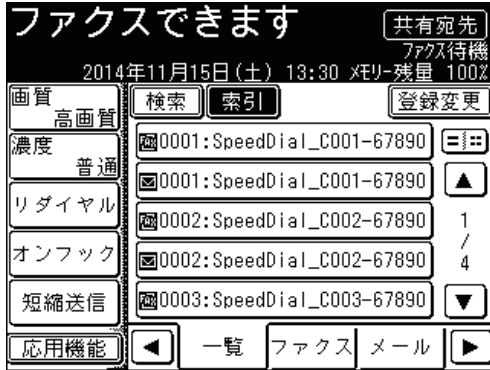 ファクスできます
共有宛先
ファクス待機
2014年11月15日(土) 13:30 メモリー残量 100%
画質
高画質
検索 索引 登録変更
濃度
普通
0001:SpeedDial_C001-67890
0001:SpeedDial_C001-67890
リダイヤル
0002:SpeedDial_C002-67890
1
/
4
オンフック
0002:SpeedDial_C002-67890
短縮送信
0003:SpeedDial_C003-67890
応用機能
一覧 ファクス メール